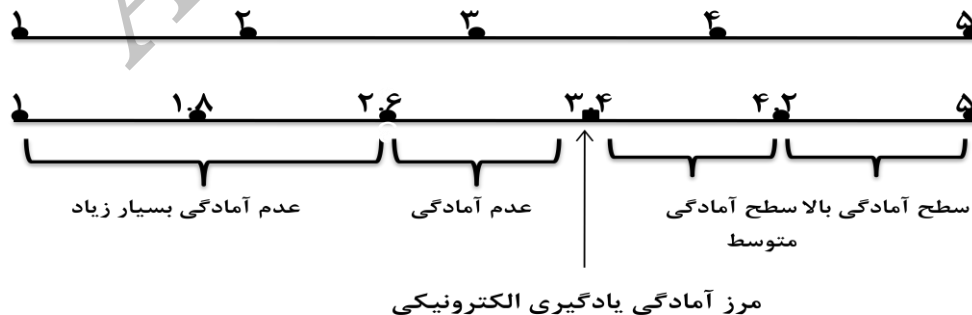 ۱ ۲ ۳ ۴ ۵
۱ ۱.۸ ۲.۶ ۳.۴ ۴.۲ ۵
عدم آمادگی بسیار زیاد
عدم آمادگی
سطح آمادگی
متوسط
سطح آمادگی بالا
مرز آمادگی یادگیری الکترونیکی